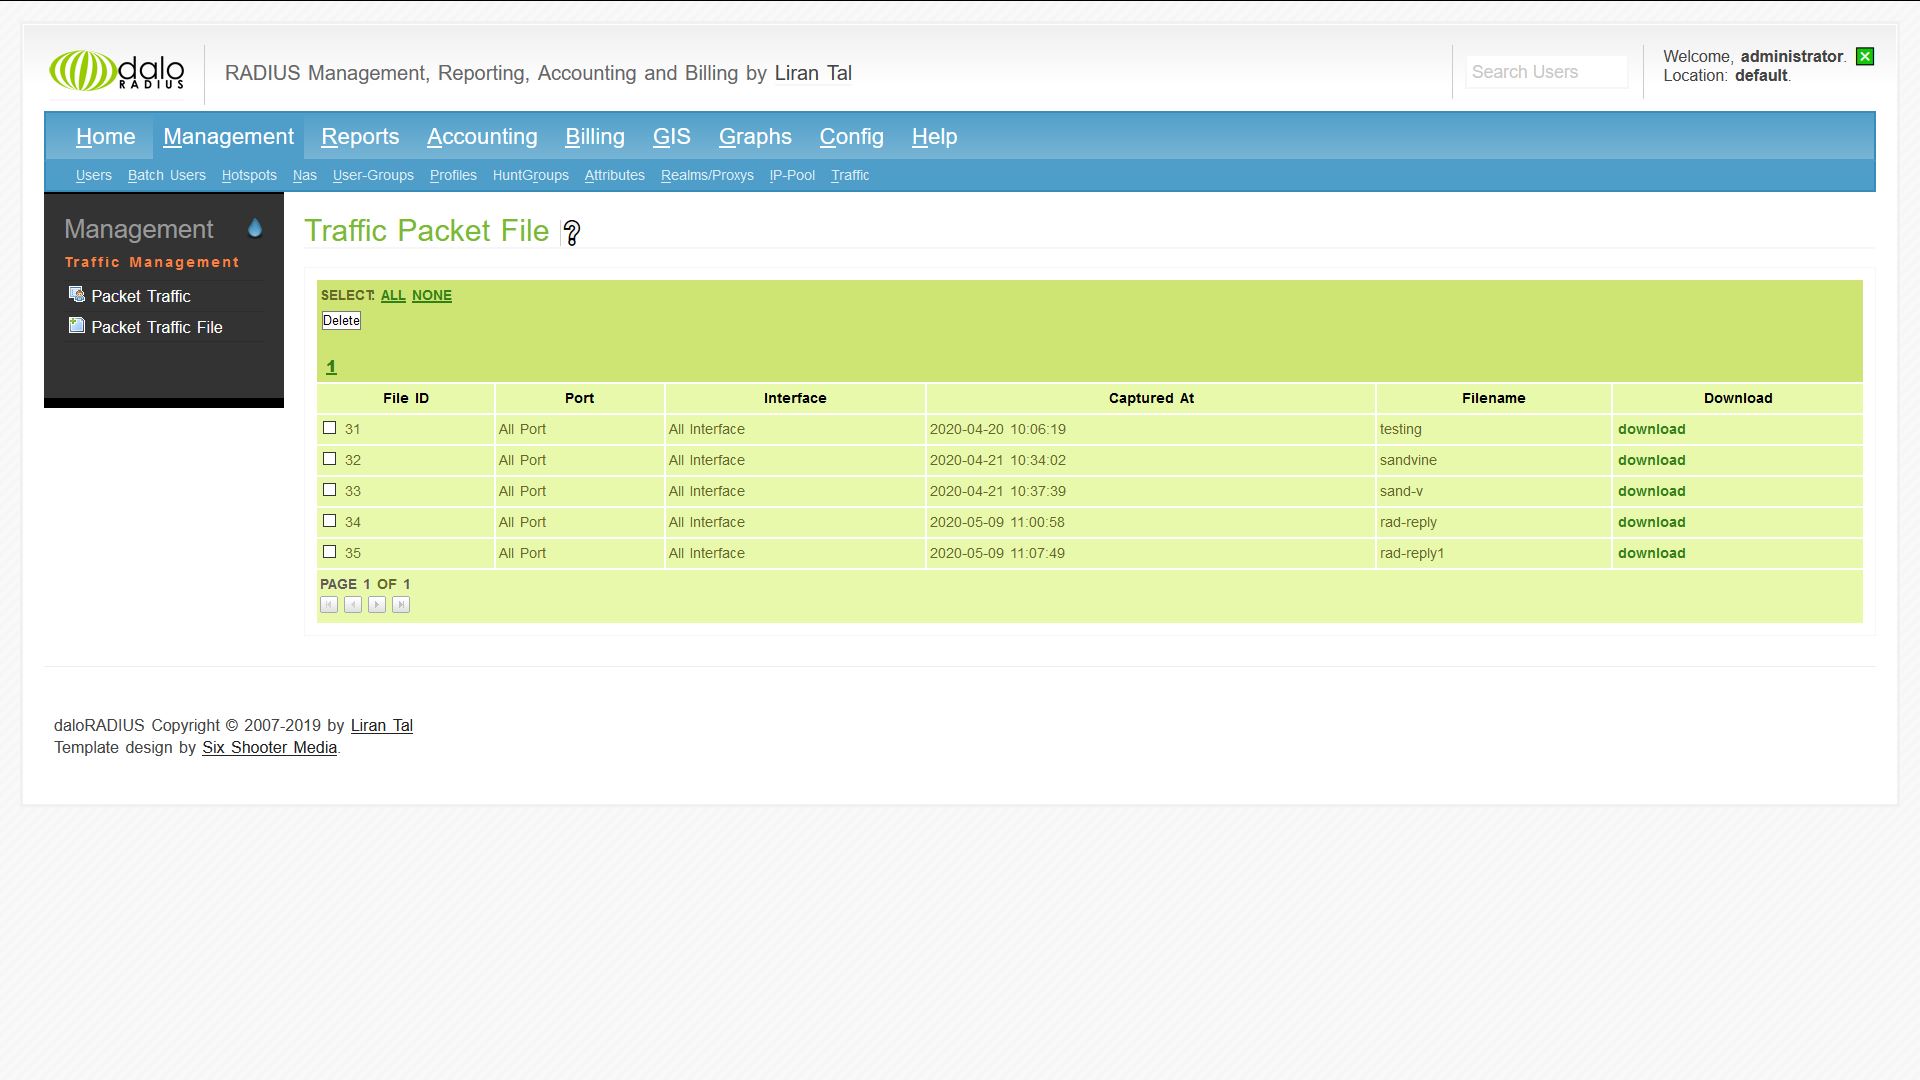 dalo RADIUS
RADIUS Management, Reporting, Accounting and Billing by Liran Tal
Search Users
Welcome, administrator.
Location: default.
Home Management Reports Accounting Billing GIS Graphs Config Help
Users Batch Users Hotspots Nas User-Groups Profiles HuntGroups Attributes Realms/Proxys IP-Pool Traffic
Management
Traffic Management
Packet Traffic
Packet Traffic File
Traffic Packet File ?
SELECT: ALL NONE
Delete
1
File ID Port Interface Captured At Filename Download
31 All Port All Interface 2020-04-20 10:06:19 testing download
32 All Port All Interface 2020-04-21 10:34:02 sandvine download
33 All Port All Interface 2020-04-21 10:37:39 sand-v download
34 All Port All Interface 2020-05-09 11:00:58 rad-reply download
35 All Port All Interface 2020-05-09 11:07:49 rad-reply1 download
PAGE 1 OF 1
daloRADIUS Copyright © 2007-2019 by Liran Tal
Template design by Six Shooter Media.